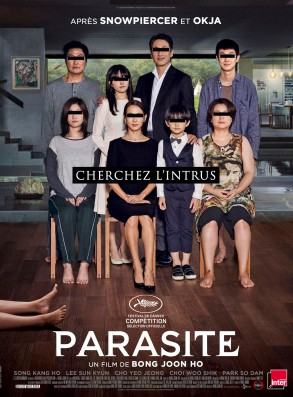 APRÈS SNOWPIERCER ET OKJA
CHERCHEZ L'INTRUS
FESTIVAL DE CANNES
COMPÉTITION
SÉLECTION OFFICIELLE
PARASITE
UN FILM DE BONG JOON HO
SONG KANG HO LEE SUN KYUN CHO YEO JEONG CHOI WOO SHIK PARK SO DAM
inter